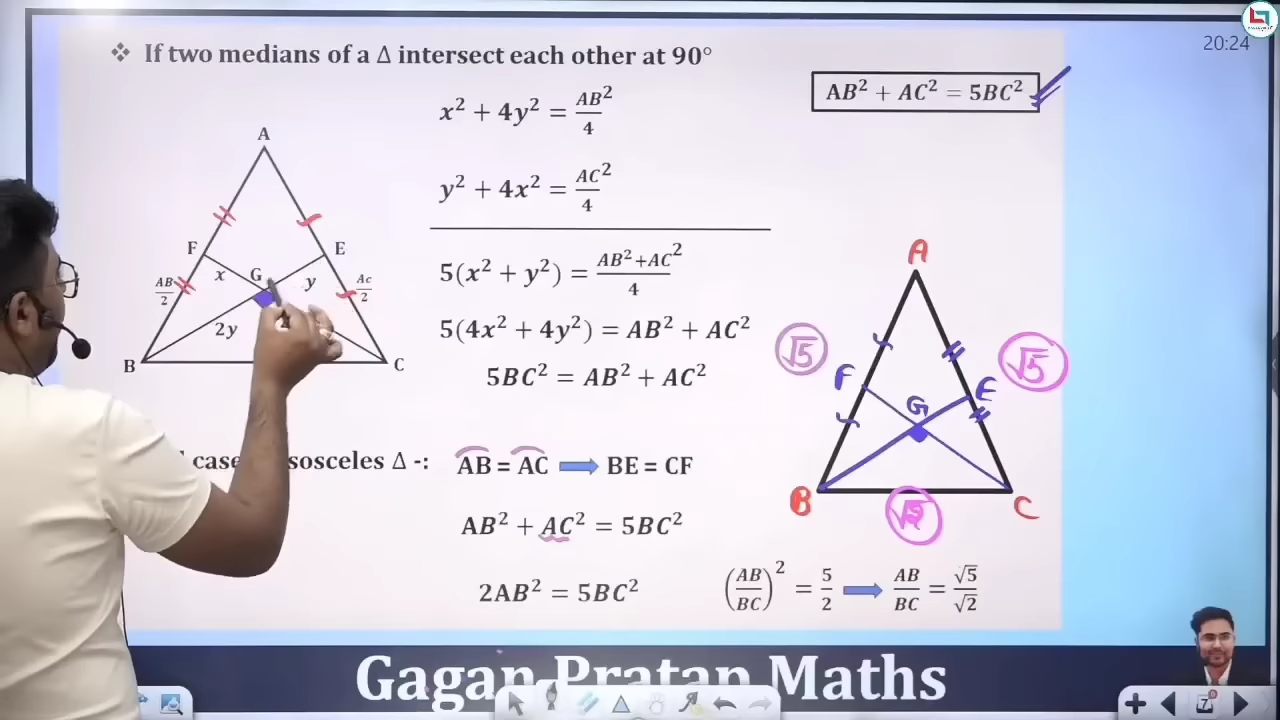 20:24
❖ If two medians of a Δ intersect each other at 90°
AB² + AC² = 5BC²
x² + 4y² = AB²/4
y² + 4x² = AC²/4
5(x² + y²) = AB²+AC²/4
5(4x² + 4y²) = AB² + AC²
5BC² = AB² + AC²
A
F
E
x
G
y
AB/2
Ac/2
2y
B
C
A
√5
√5
F
E
G
B
C
case
sosceles Δ -:
AB = AC ➡ BE = CF
AB² + AC² = 5BC²
2AB² = 5BC²
(AB/BC)² = 5/2 ➡ AB/BC = √5/√2
Gagan Pratap Maths
7